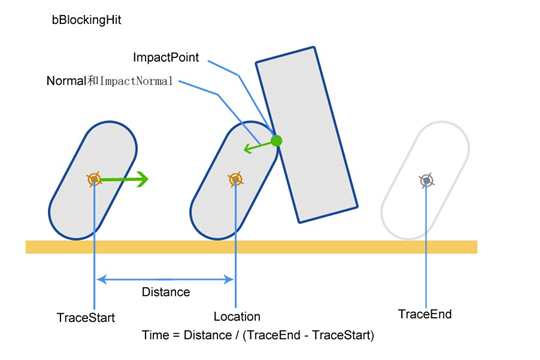 bBlockingHit
ImpactPoint
Normal和ImpactNormal
Distance
TraceStart
Location
TraceEnd
Time = Distance / (TraceEnd - TraceStart)